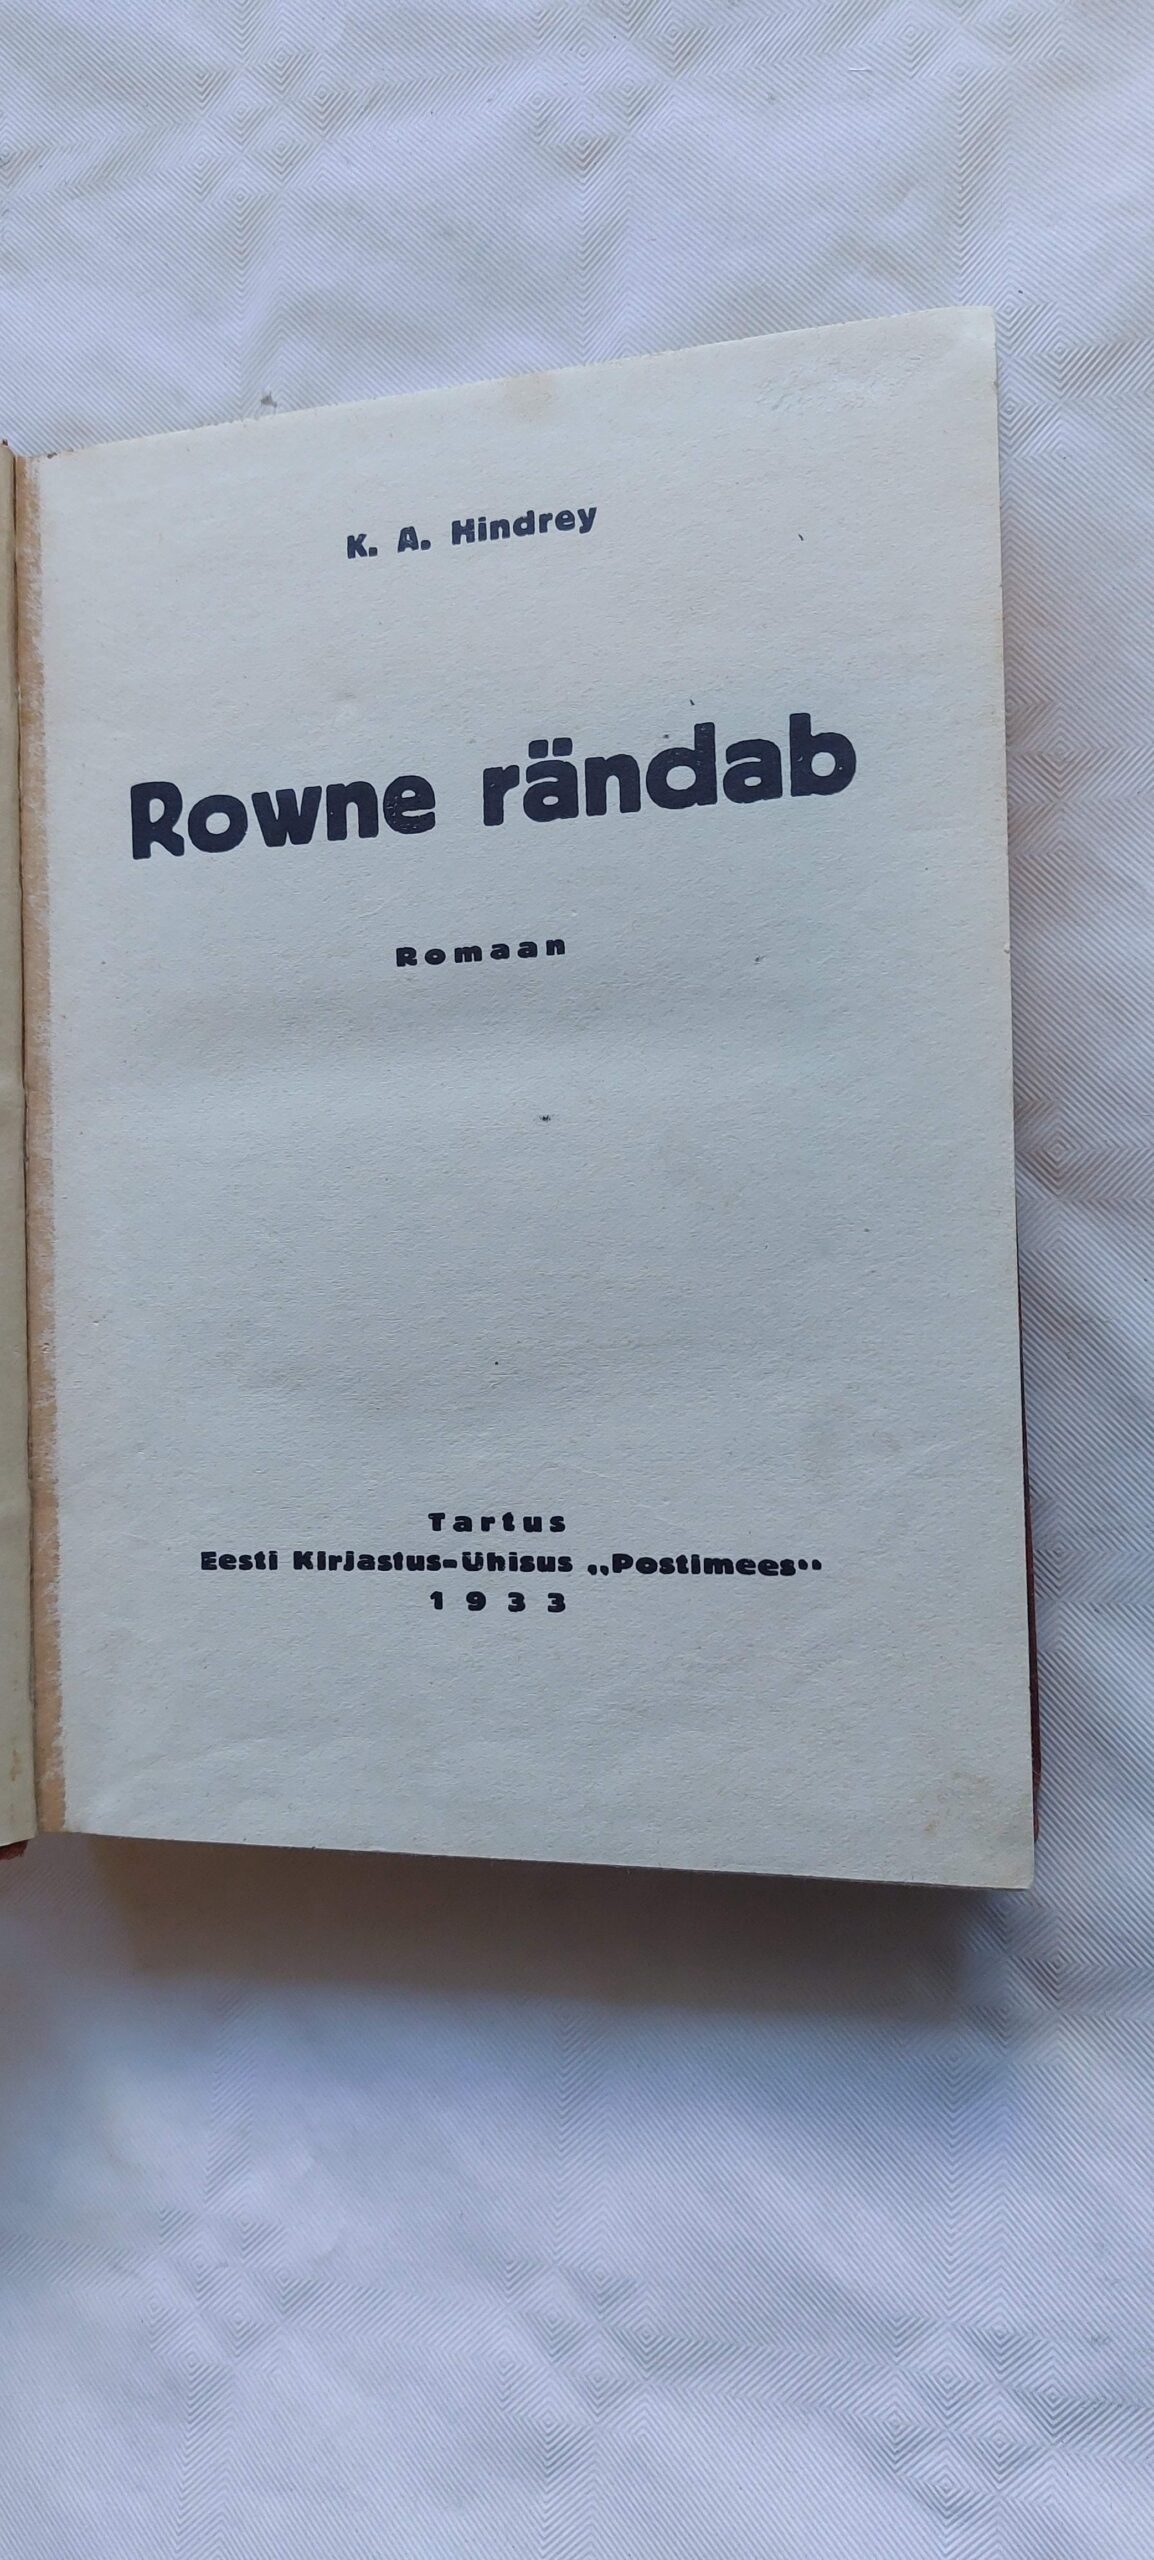 K. A. Hindrey
Rowne rändab
Romaan
Tartus
Eesti Kirjastus-Ühisus „Postimees”
1933